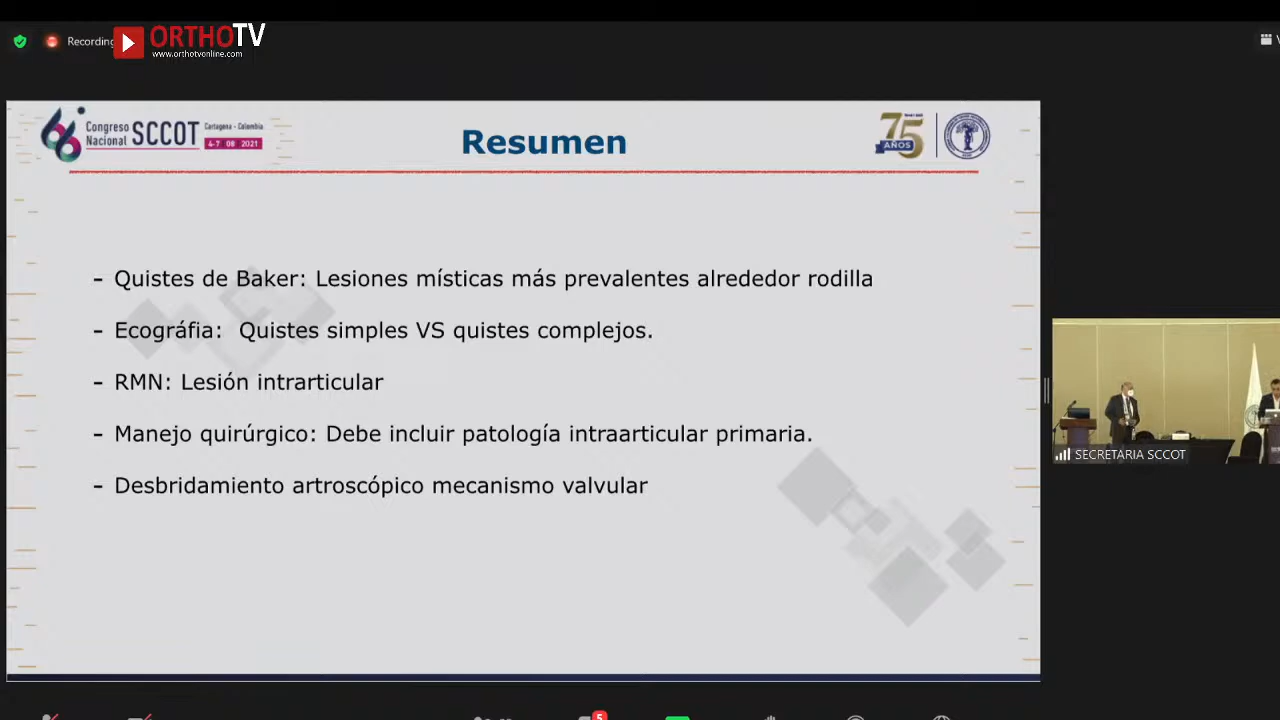 Recording
ORTHOTV
www.orthotvonline.com
Congreso
Nacional SCCOT
Cartagena - Colombia
4-7 08 2021
Resumen
75
AÑOS
- Quistes de Baker: Lesiones místicas más prevalentes alrededor rodilla
- Ecográfia: Quistes simples VS quistes complejos.
- RMN: Lesión intrarticular
- Manejo quirúrgico: Debe incluir patología intraarticular primaria.
- Desbridamiento artroscópico mecanismo valvular
SECRETARIA SCCOT
5